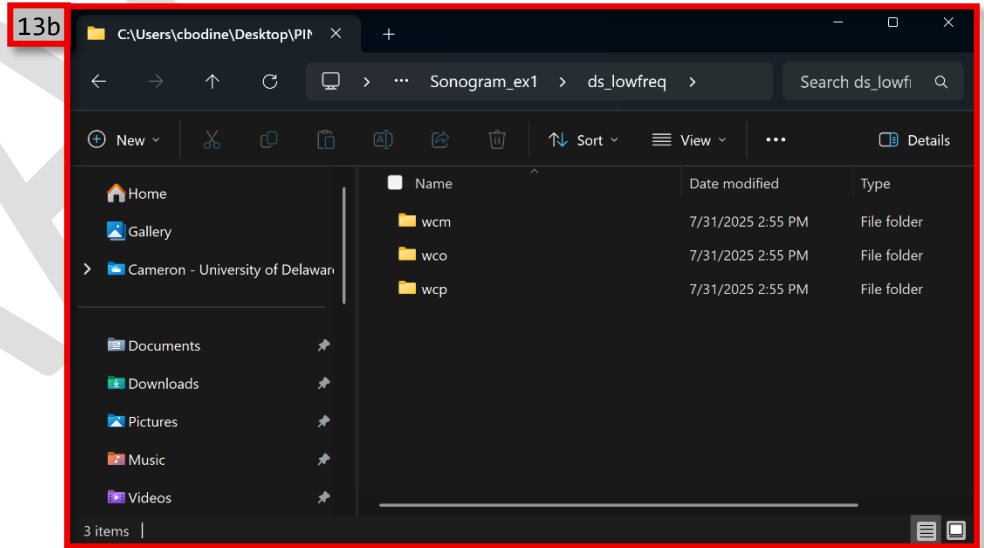 13b
C:\Users\cbodine\Desktop\PIN
Sonogram_ex1 > ds_lowfreq >
Search ds_lowfr
New
Sort
View
Details
Name
Date modified
Type
Home
Gallery
Cameron - University of Delaware
wcm 7/31/2025 2:55 PM File folder
wco 7/31/2025 2:55 PM File folder
wcp 7/31/2025 2:55 PM File folder
Documents
Downloads
Pictures
Music
Videos
3 items